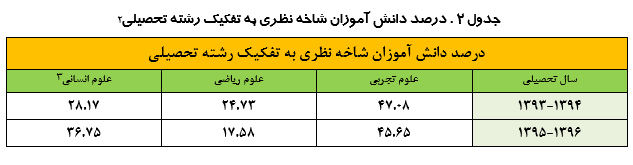 جدول ۲ . درصد دانش آموزان شاخه نظری به تفکیک رشته تحصیلی۲
درصد دانش آموزان شاخه نظری به تفکیک رشته تحصیلی
سال تحصیلی علوم تجربی علوم ریاضی علوم انسانی۳
۱۳۹۳-۱۳۹۴ ۴۷.۰۸ ۲۴.۷۳ ۲۸.۱۷
۱۳۹۵-۱۳۹۶ ۴۵.۶۵ ۱۷.۵۸ ۳۶.۷۵